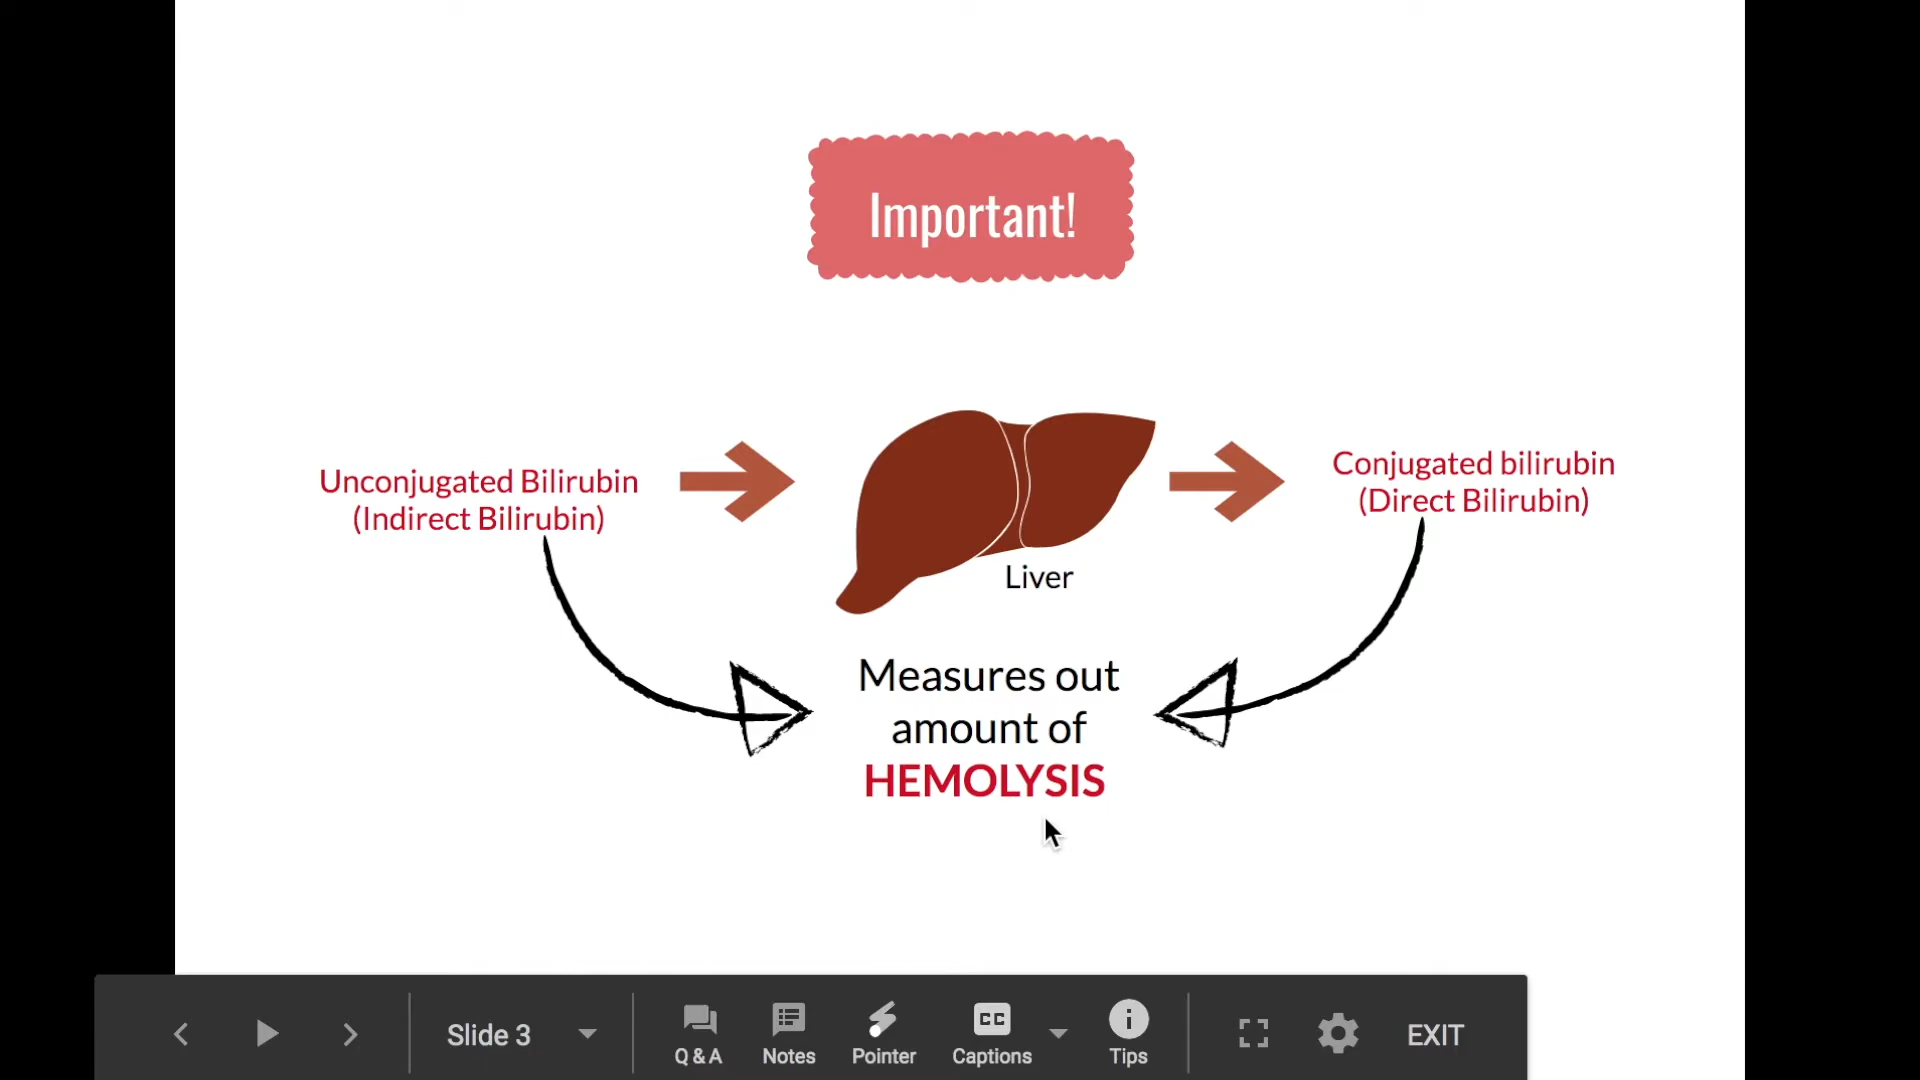 Important!
Unconjugated Bilirubin
(Indirect Bilirubin)
Conjugated bilirubin
(Direct Bilirubin)
Liver
Measures out
amount of
HEMOLYSIS
Slide 3
Q & A
Notes
Pointer
CC
Captions
Tips
EXIT